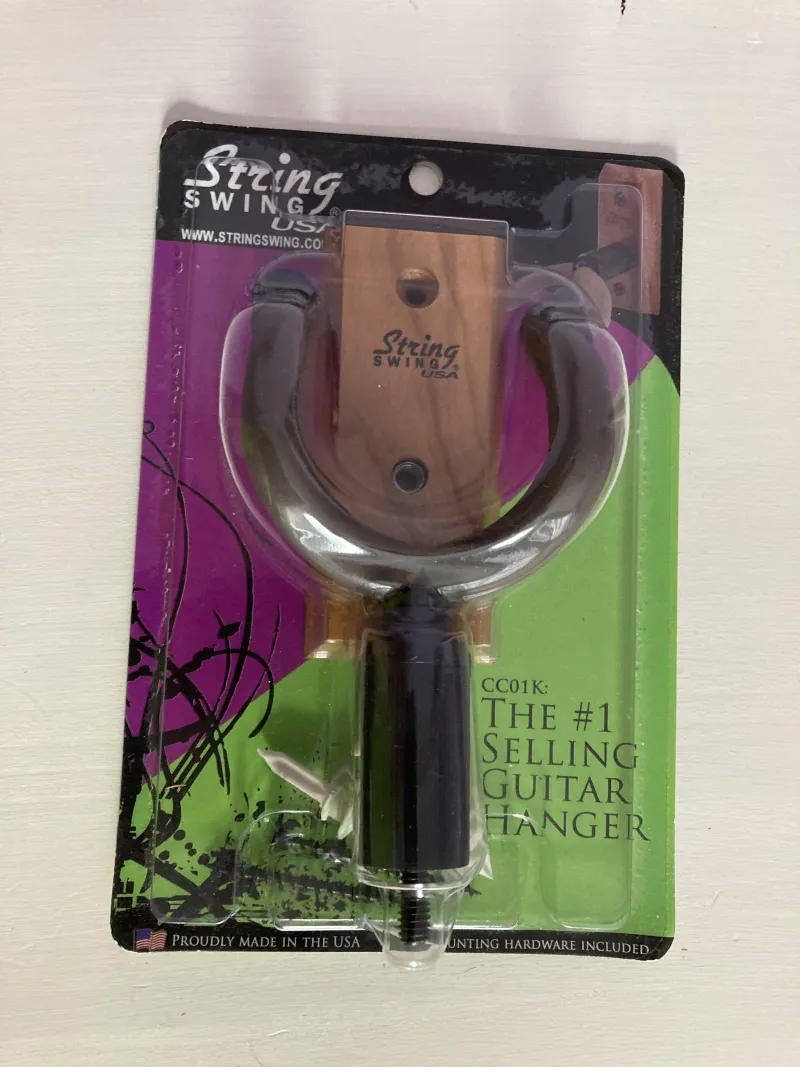 String
SWING®
USA
WWW.STRINGSWING.CO
String
SWING®
USA
CC01K:
THE #1
SELLING
GUITAR
HANGER
PROUDLY MADE IN THE USA
UNTING HARDWARE INCLUDED